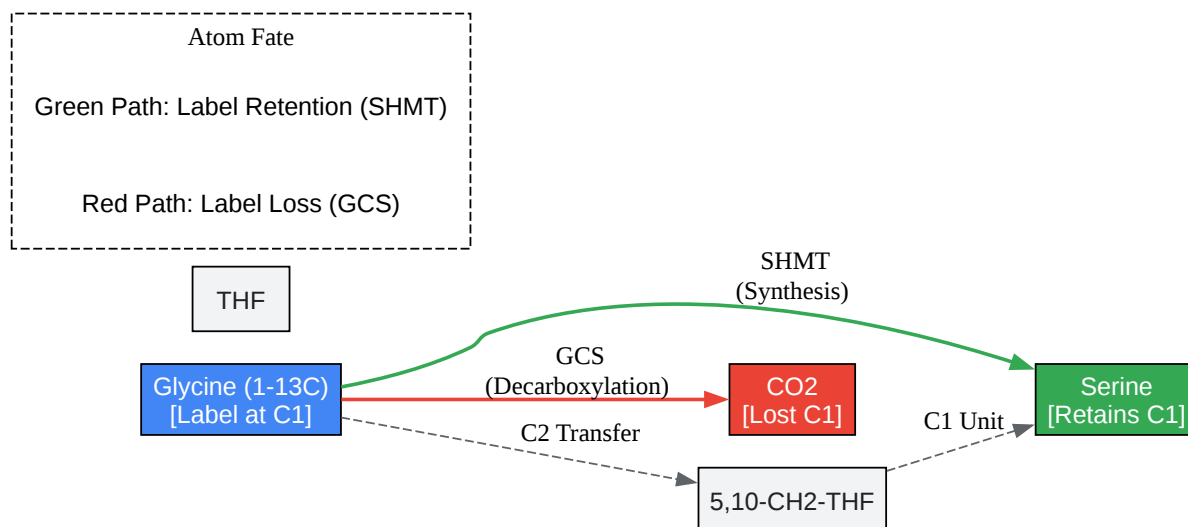 Atom Fate
Green Path: Label Retention (SHMT)
Red Path: Label Loss (GCS)
THF
SHMT
(Synthesis)
GCS
(Decarboxylation)
Glycine (1-13C)
[Label at C1]
CO2
[Lost C1]
Serine
[Retains C1]
C2 Transfer
C1 Unit
5,10-CH2-THF